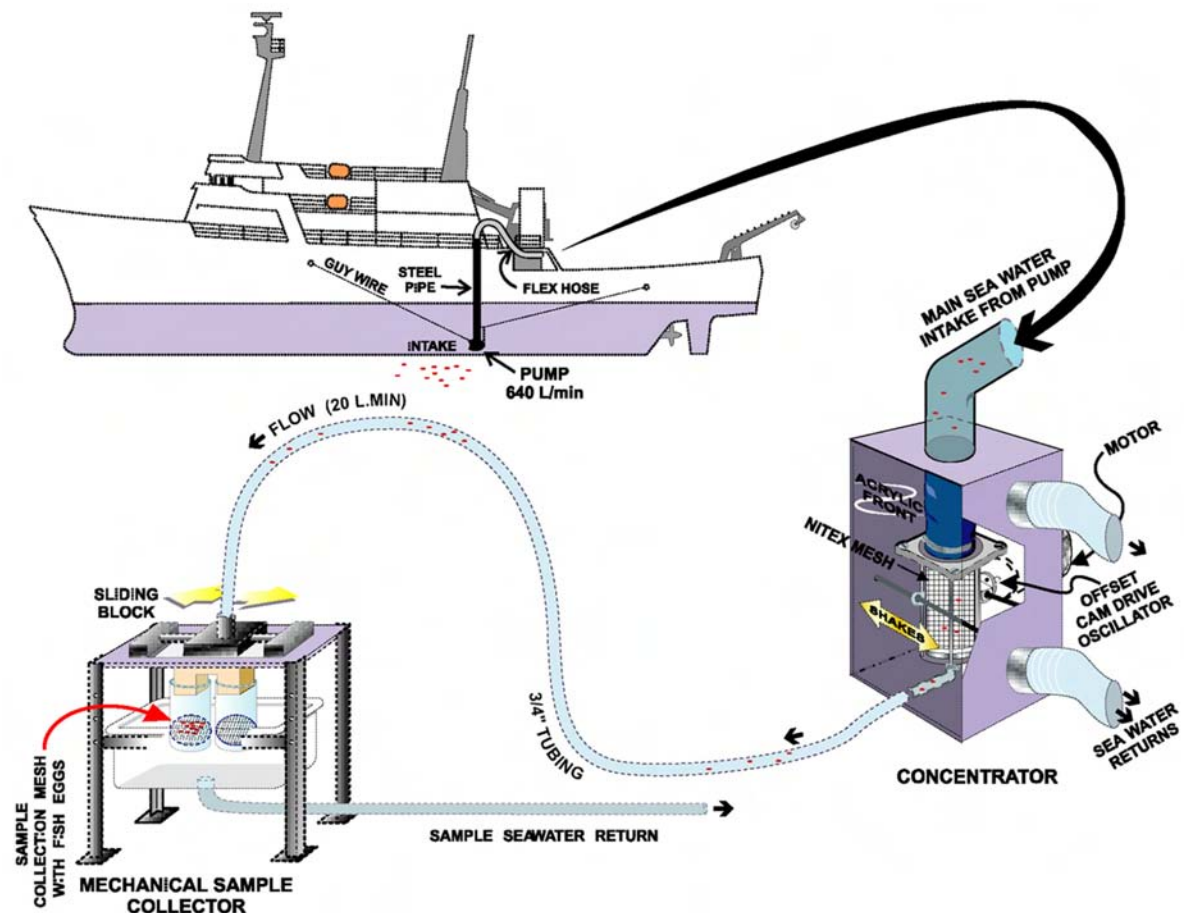 GUY WIRE
STEEL
PIPE
FLEX HOSE
INTAKE
PUMP
640 L/min
MAIN SEA WATER
INTAKE FROM PUMP
FLOW (20 L.MIN)
MOTOR
ACRYLIC
FRONT
NITEX MESH
OFFSET
CAM DRIVE
OSCILLATOR
SHAKES
SLIDING
BLOCK
3/4" TUBING
SEA WATER
RETURNS
CONCENTRATOR
SAMPLE
COLLECTION MESH
WITH FISH EGGS
SAMPLE SEAWATER RETURN
MECHANICAL SAMPLE
COLLECTOR